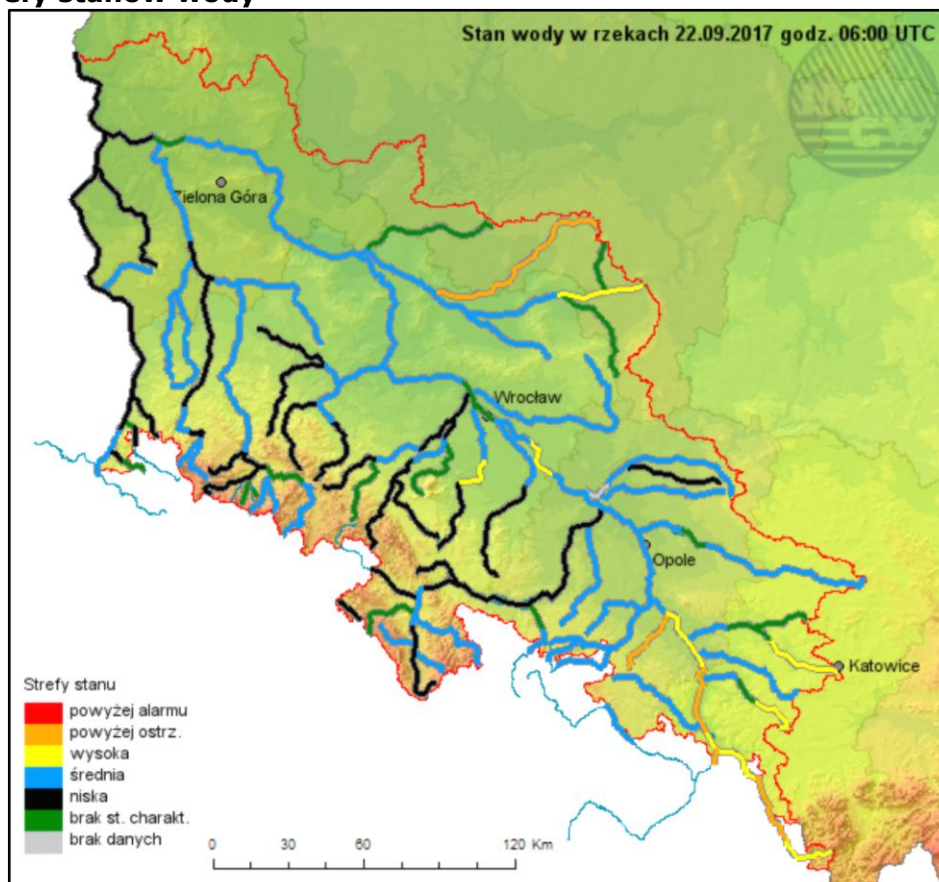 Stan wody w rzekach 22.09.2017 godz. 06:00 UTC
Zielona Góra
Wrocław
Opole
Katowice
Strefy stanu
powyżej alarmu
powyżej ostrz.
wysoka
średnia
niska
brak st. charakt.
brak danych
0 30 60 120 Km